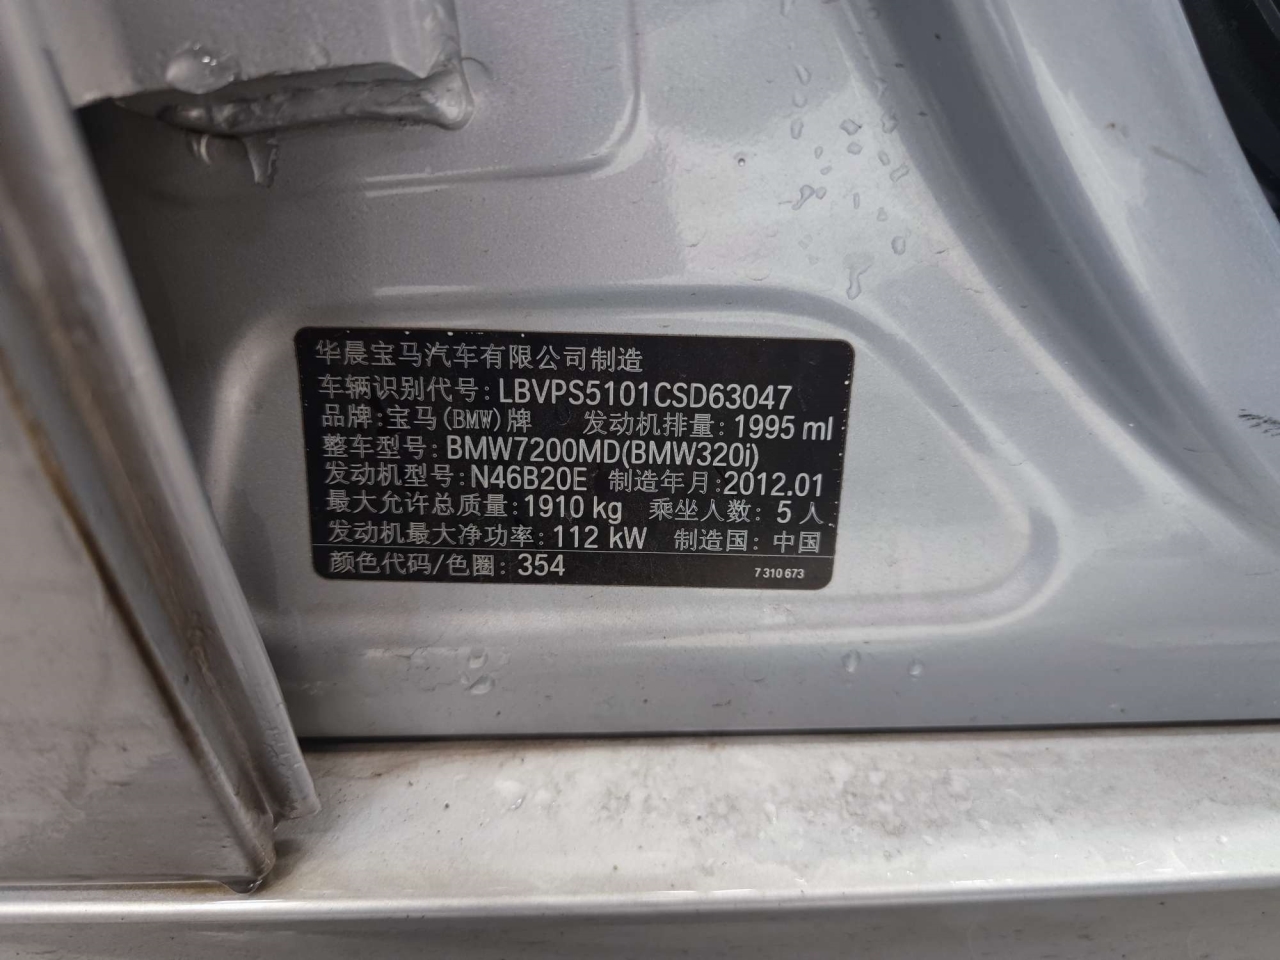 华晨宝马汽车有限公司制造
车辆识别代号: LBVPS5101CSD63047
品牌:宝马(BMW)牌 发动机排量: 1995 ml
整车型号: BMW7200MD(BMW320i)
发动机型号: N46B20E 制造年月:2012.01
最大允许总质量: 1910 kg 乘坐人数: 5 人
发动机最大净功率: 112 kW 制造国: 中国
颜色代码/色圈: 354 7 310 673